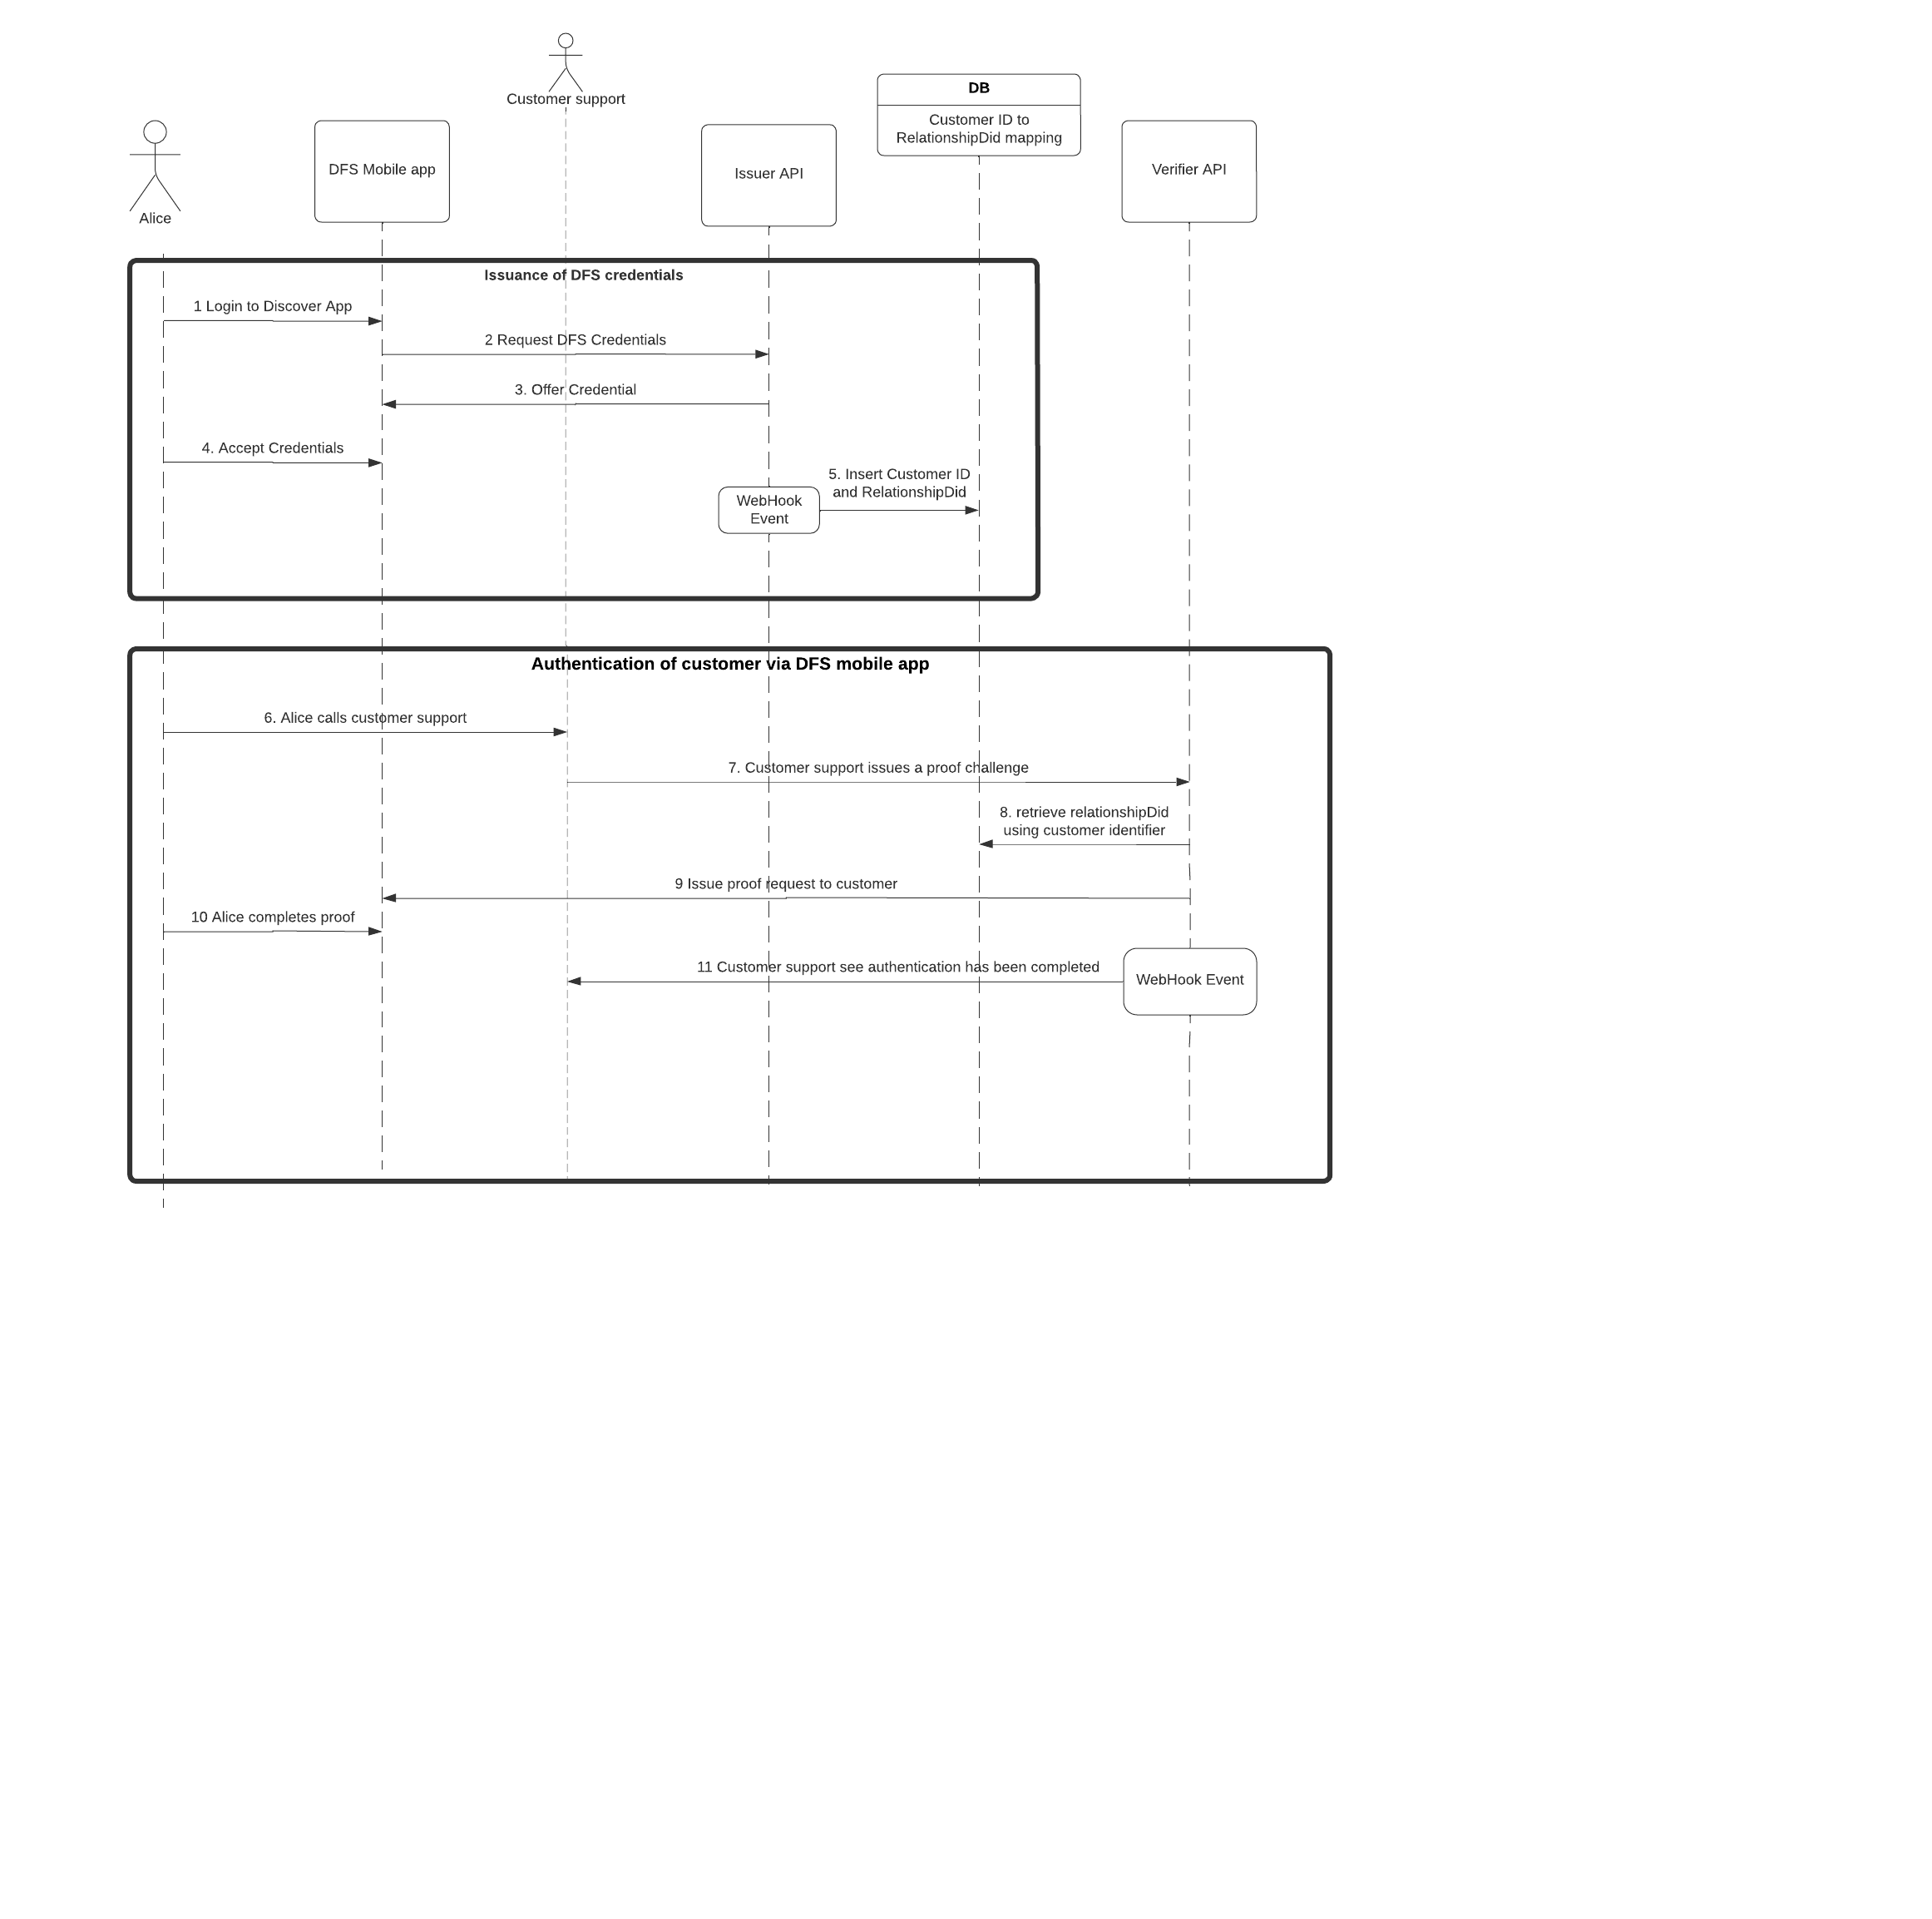 Customer support
DB
Customer ID to
RelationshipDid mapping
Alice
DFS Mobile app
Issuer API
Verifier API
Issuance of DFS credentials
1 Login to Discover App
2 Request DFS Credentials
3. Offer Credential
4. Accept Credentials
5. Insert Customer ID
and RelationshipDid
WebHook
Event
Authentication of customer via DFS mobile app
6. Alice calls customer support
7. Customer support issues a proof challenge
8. retrieve relationshipDid
using customer identifier
9 Issue proof request to customer
10 Alice completes proof
11 Customer support see authentication has been completed
WebHook Event